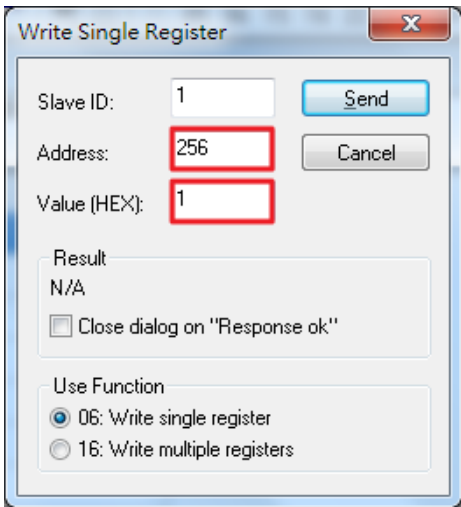 Write Single Register
Slave ID: 1 Send
Address: 256 Cancel
Value (HEX): 1
Result
N/A
Close dialog on "Response ok"
Use Function
06: Write single register
16: Write multiple registers